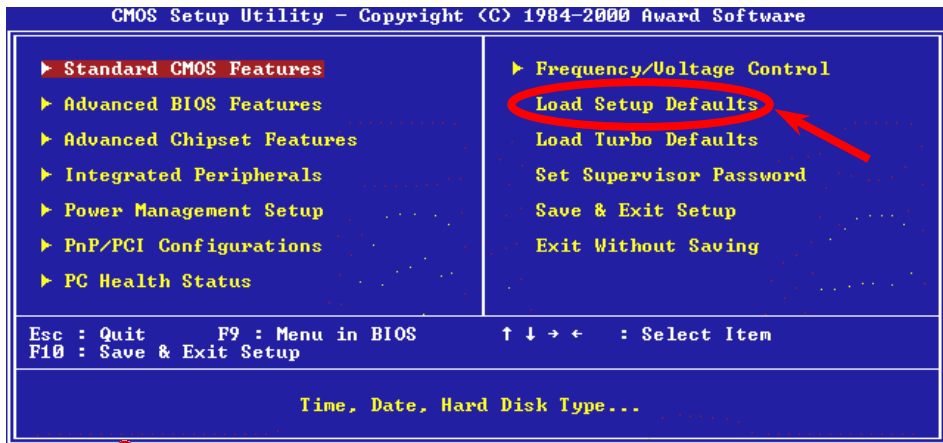 CMOS Setup Utility - Copyright (C) 1984-2000 Award Software
Standard CMOS Features
Advanced BIOS Features
Advanced Chipset Features
Integrated Peripherals
Power Management Setup
PnP/PCI Configurations
PC Health Status
Frequency/Voltage Control
Load Setup Defaults
Load Turbo Defaults
Set Supervisor Password
Save & Exit Setup
Exit Without Saving
Esc : Quit F9 : Menu in BIOS ↑ ↓ → ← : Select Item
F10 : Save & Exit Setup
Time, Date, Hard Disk Type...